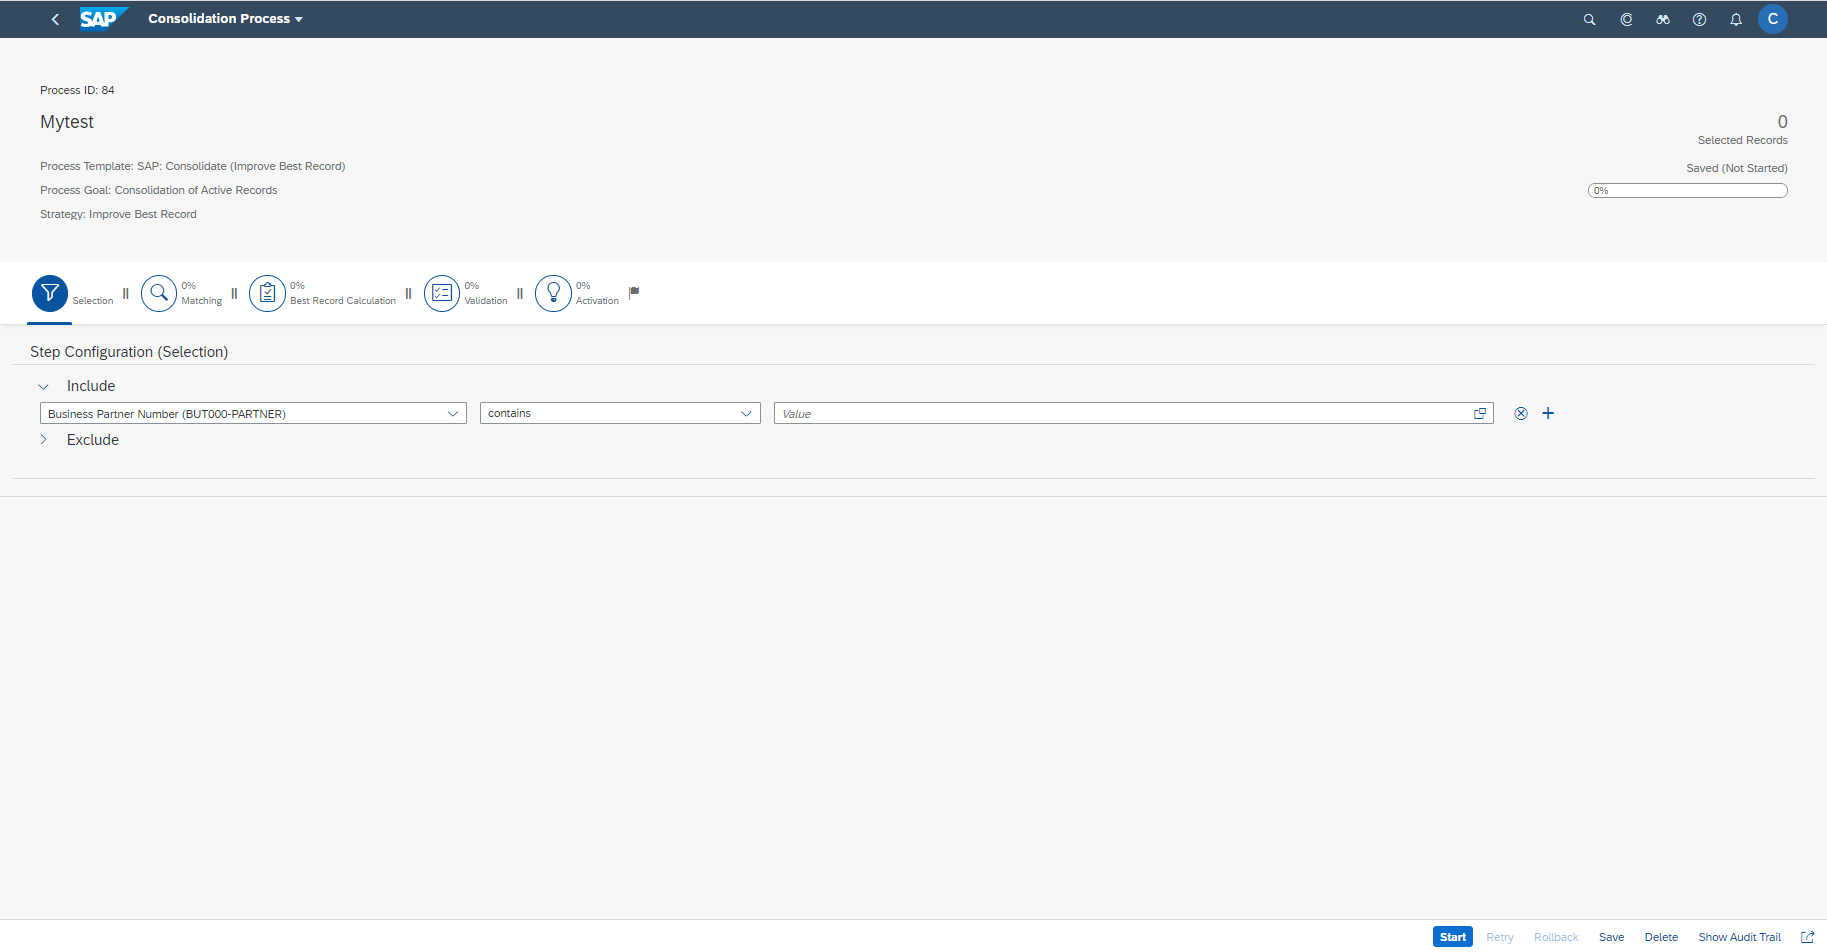 SAP Consolidation Process C
Process ID: 84
Mytest
0
Selected Records
Process Template: SAP: Consolidate (Improve Best Record)
Saved (Not Started)
Process Goal: Consolidation of Active Records
0%
Strategy: Improve Best Record
Selection
0%
Matching
0%
Best Record Calculation
0%
Validation
0%
Activation
Step Configuration (Selection)
Include
Business Partner Number (BUT000-PARTNER) contains Value
Exclude
Start Retry Rollback Save Delete Show Audit Trail